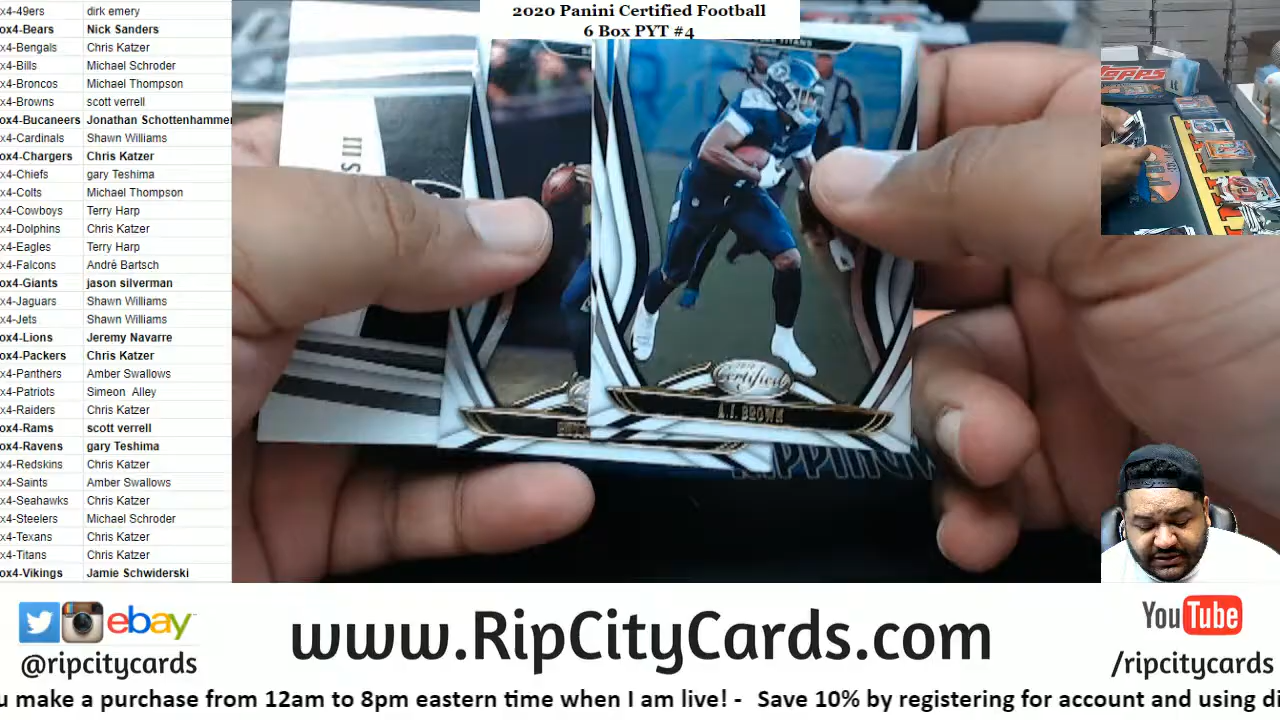 2020 Panini Certified Football
6 Box PYT #4
x4-49ers dirk emery
ox4-Bears Nick Sanders
x4-Bengals Chris Katzer
x4-Bills Michael Schroder
x4-Broncos Michael Thompson
x4-Browns scott verrell
ox4-Bucaneers Jonathan Schottenhammer
x4-Cardinals Shawn Williams
ox4-Chargers Chris Katzer
x4-Chiefs gary Teshima
x4-Colts Michael Thompson
x4-Cowboys Terry Harp
x4-Dolphins Chris Katzer
x4-Eagles Terry Harp
x4-Falcons Andrè Bartsch
ox4-Giants jason silverman
x4-Jaguars Shawn Williams
x4-Jets Shawn Williams
ox4-Lions Jeremy Navarre
ox4-Packers Chris Katzer
x4-Panthers Amber Swallows
x4-Patriots Simeon Alley
x4-Raiders Chris Katzer
ox4-Rams scott verrell
ox4-Ravens gary Teshima
x4-Redskins Chris Katzer
x4-Saints Amber Swallows
x4-Seahawks Chris Katzer
x4-Steelers Michael Schroder
x4-Texans Chris Katzer
x4-Titans Chris Katzer
ox4-Vikings Jamie Schwiderski
S III
TITANS
Certified
A.J. BROWN
RIPPINGW
TOPPS
ebay
@ripcitycards
www.RipCityCards.com
YouTube
/ripcitycards
u make a purchase from 12am to 8pm eastern time when I am live! - Save 10% by registering for account and using di